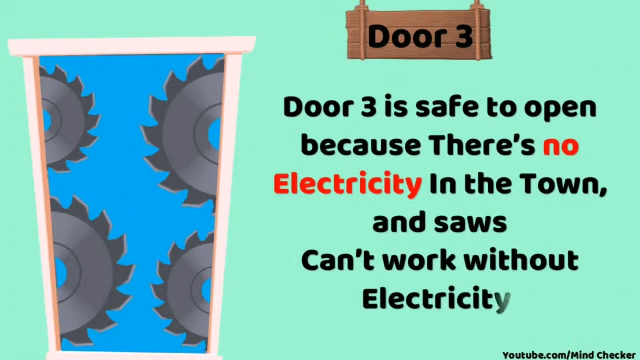 Door 3
Door 3 is safe to open
because There's no
Electricity In the Town,
and saws
Can't work without
Electricity
Youtube.com/Mind Checker